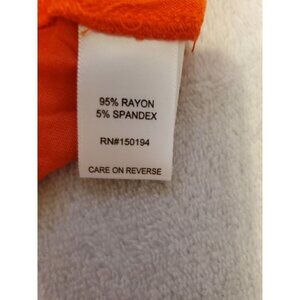 95% RAYON
5% SPANDEX
RN#150194
CARE ON REVERSE